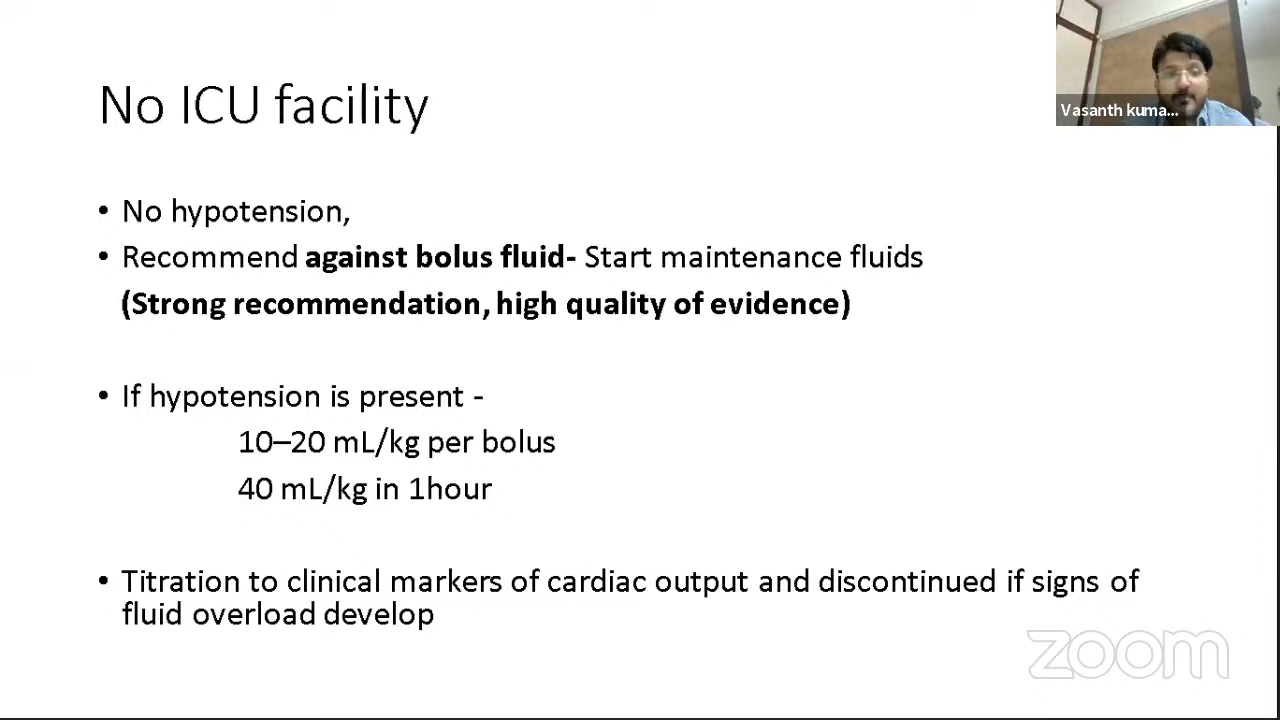 No ICU facility
Vasanth kuma...
• No hypotension,
• Recommend against bolus fluid- Start maintenance fluids
(Strong recommendation, high quality of evidence)
• If hypotension is present -
10–20 mL/kg per bolus
40 mL/kg in 1hour
• Titration to clinical markers of cardiac output and discontinued if signs of
fluid overload develop
zoom